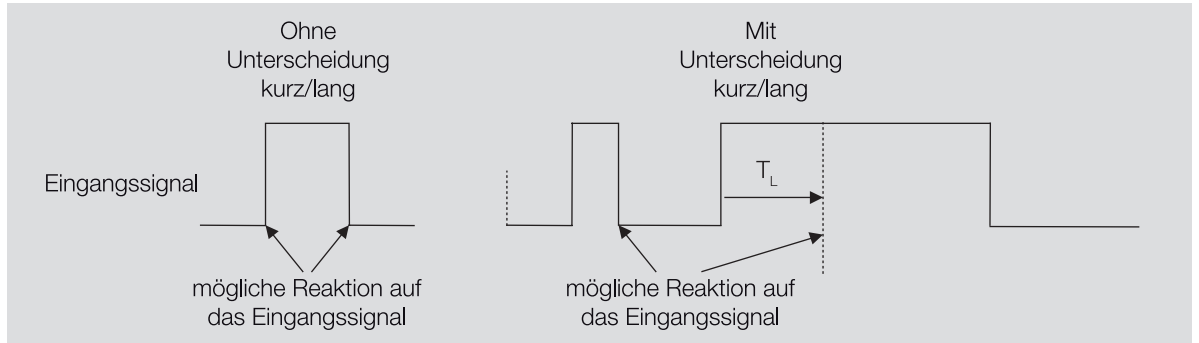 Ohne
Unterscheidung
kurz/lang
Mit
Unterscheidung
kurz/lang
Eingangssignal
T_L
mögliche Reaktion auf
das Eingangssignal
mögliche Reaktion auf
das Eingangssignal